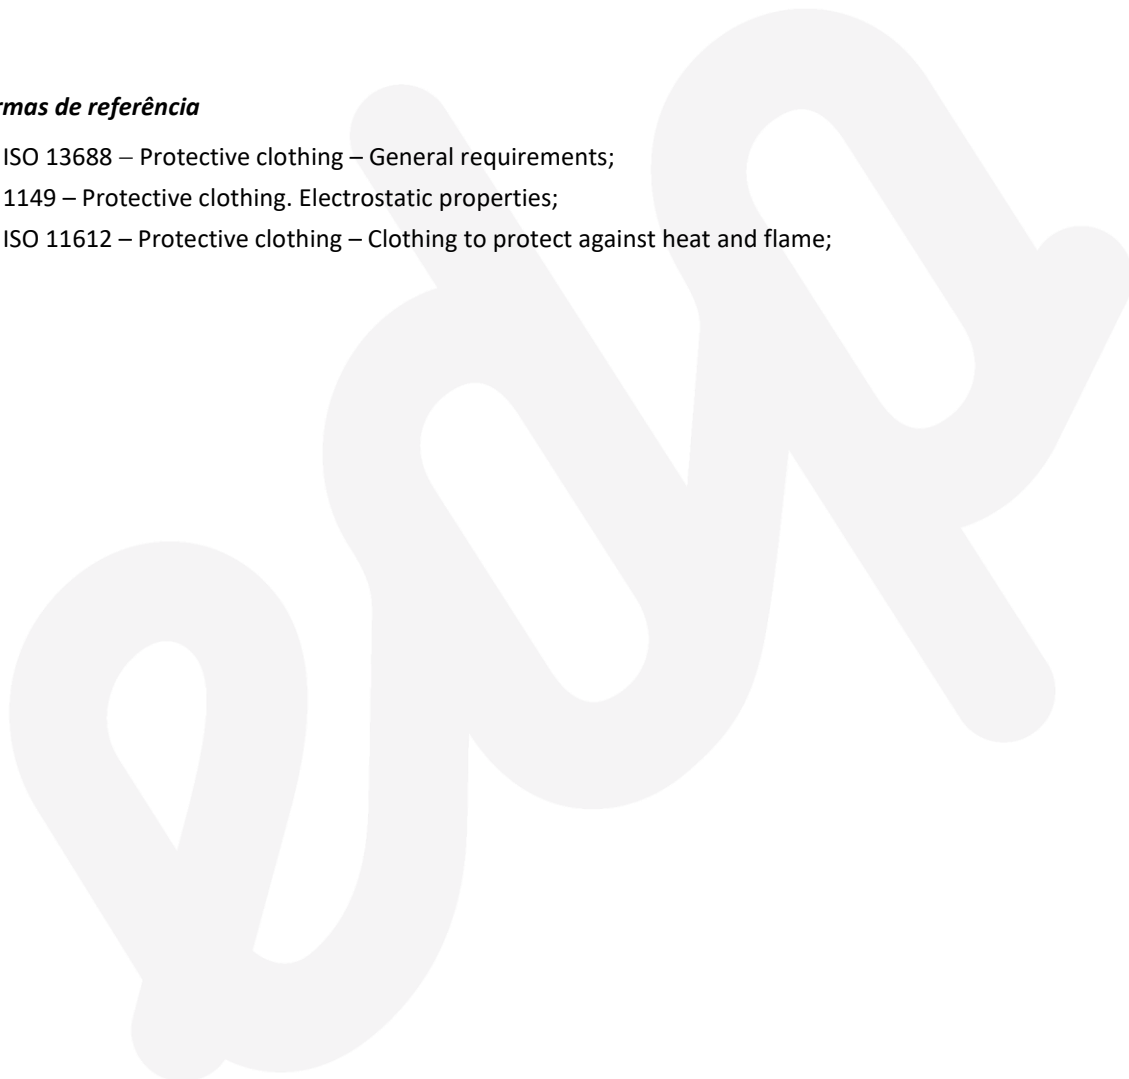 rmas de referência
ISO 13688 – Protective clothing – General requirements;
1149 – Protective clothing. Electrostatic properties;
ISO 11612 – Protective clothing – Clothing to protect against heat and flame;
edp